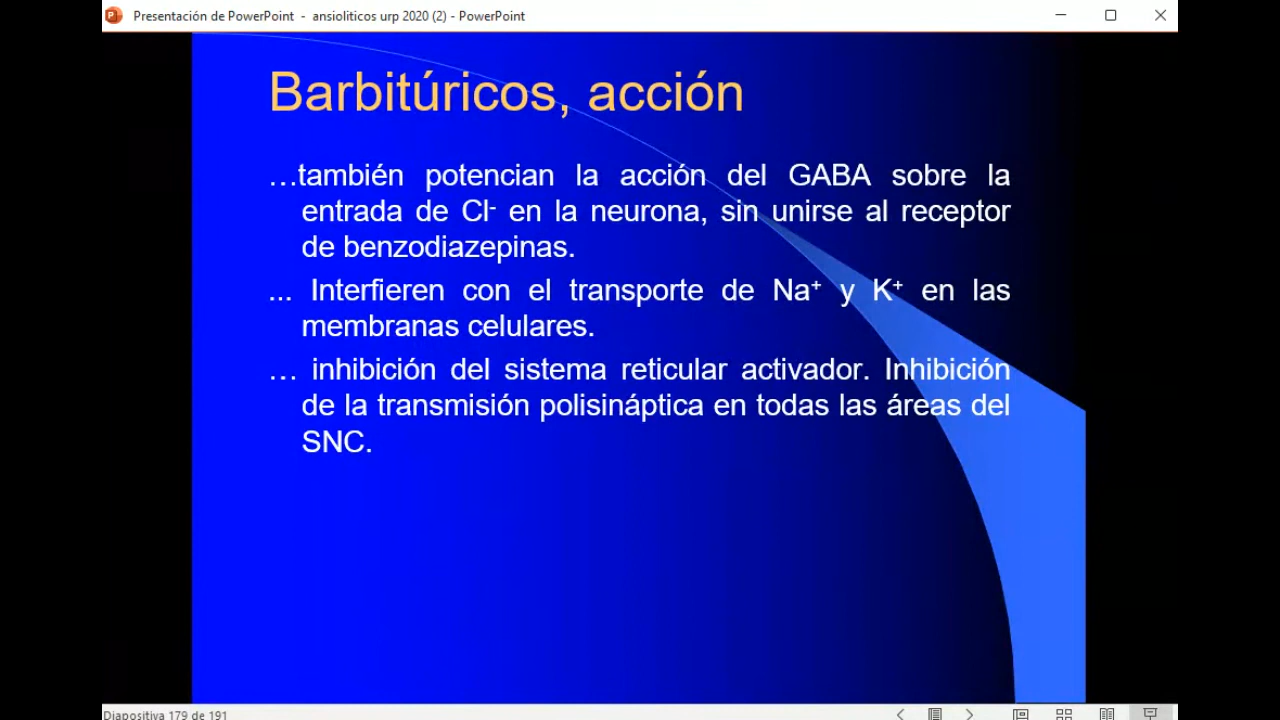 Presentación de PowerPoint - ansioliticos urp 2020 (2) - PowerPoint
Barbitúricos, acción
…también potencian la acción del GABA sobre la
entrada de Cl⁻ en la neurona, sin unirse al receptor
de benzodiazepinas.
... Interfieren con el transporte de Na⁺ y K⁺ en las
membranas celulares.
… inhibición del sistema reticular activador. Inhibición
de la transmisión polisináptica en todas las áreas del
SNC.
Diapositiva 179 de 191